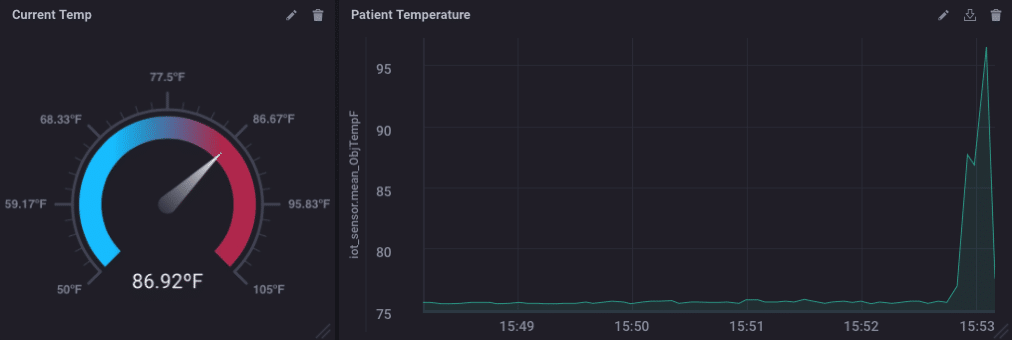 Current Temp
77.5°F
68.33°F
86.67°F
59.17°F
95.83°F
50°F
86.92°F
105°F
Patient Temperature
iot_sensor.mean_ObjTempF
95
90
85
80
75
15:49
15:50
15:51
15:52
15:53